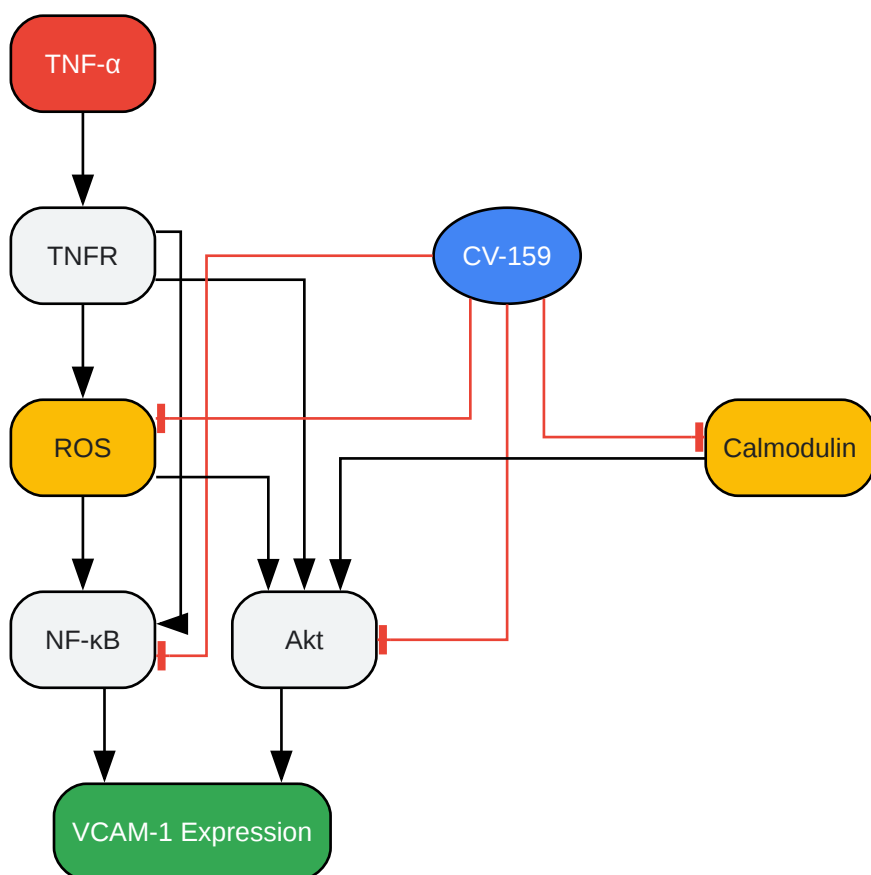 TNF-α
TNFR
CV-159
ROS
Calmodulin
NF-κB
Akt
VCAM-1 Expression